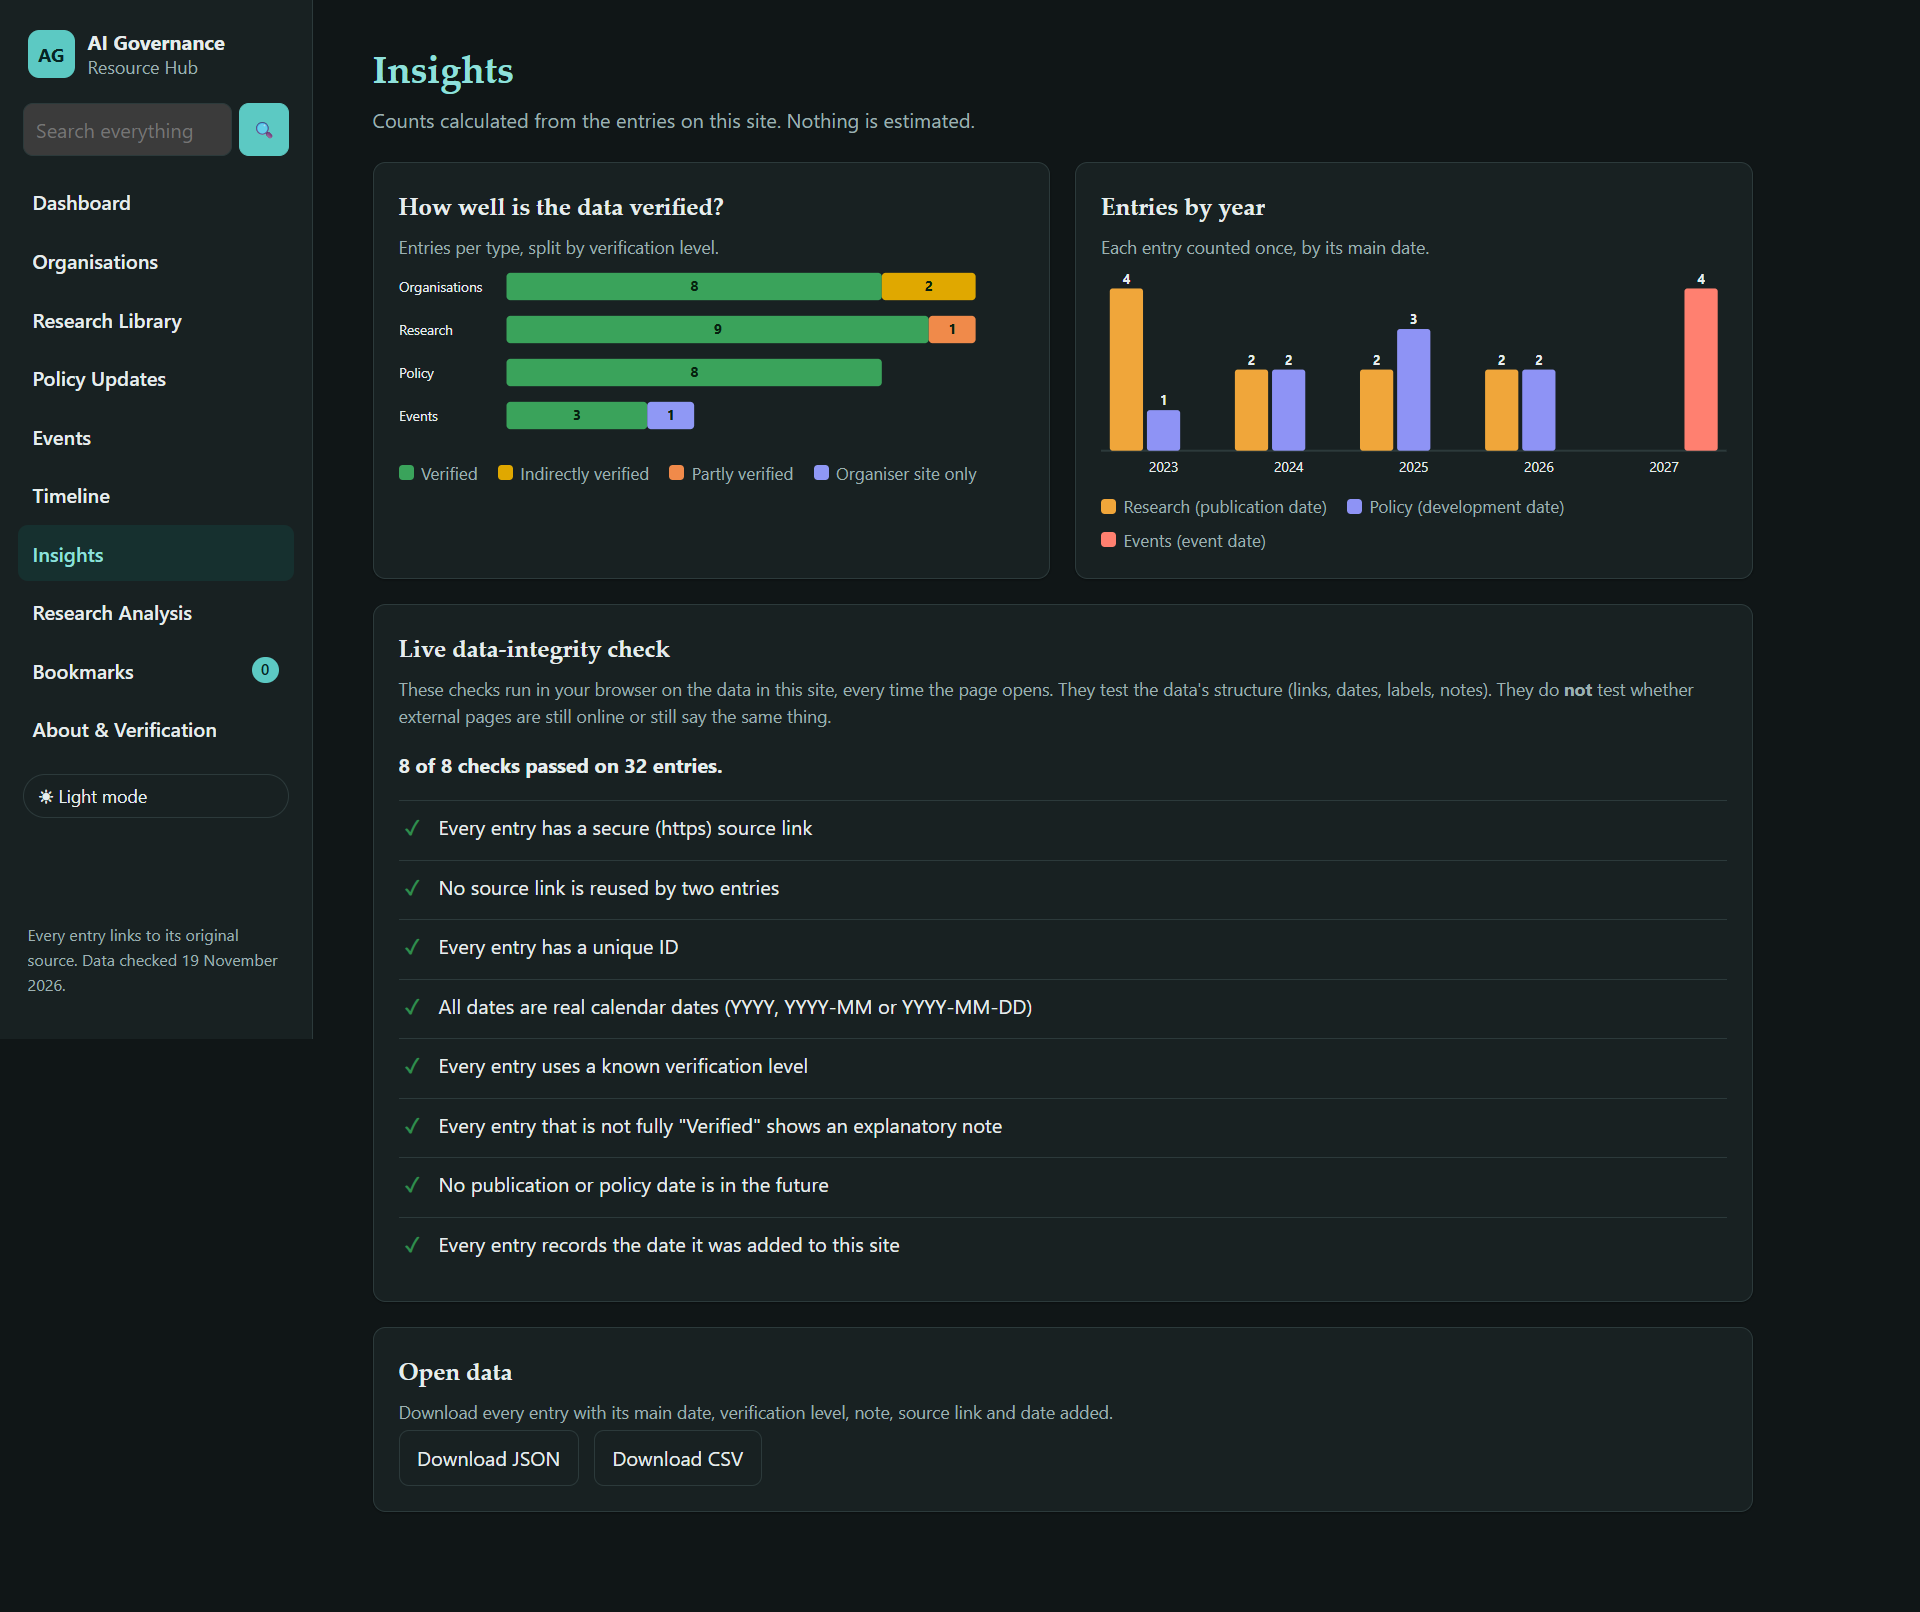 AG
AI Governance
Resource Hub
Search everything
Dashboard
Organisations
Research Library
Policy Updates
Events
Timeline
Insights
Research Analysis
Bookmarks 0
About & Verification
☀ Light mode
Every entry links to its original
source. Data checked 19 November
2026.
Insights
Counts calculated from the entries on this site. Nothing is estimated.
How well is the data verified?
Entries per type, split by verification level.
Organisations 8 2
Research 9 1
Policy 8
Events 3 1
Verified Indirectly verified Partly verified Organiser site only
Entries by year
Each entry counted once, by its main date.
4 4
3
2 2 2 2 2
1
2023 2024 2025 2026 2027
Research (publication date) Policy (development date)
Events (event date)
Live data-integrity check
These checks run in your browser on the data in this site, every time the page opens. They test the data's structure (links, dates, labels, notes). They do not test whether
external pages are still online or still say the same thing.
8 of 8 checks passed on 32 entries.
✓ Every entry has a secure (https) source link
✓ No source link is reused by two entries
✓ Every entry has a unique ID
✓ All dates are real calendar dates (YYYY, YYYY-MM or YYYY-MM-DD)
✓ Every entry uses a known verification level
✓ Every entry that is not fully "Verified" shows an explanatory note
✓ No publication or policy date is in the future
✓ Every entry records the date it was added to this site
Open data
Download every entry with its main date, verification level, note, source link and date added.
Download JSON Download CSV